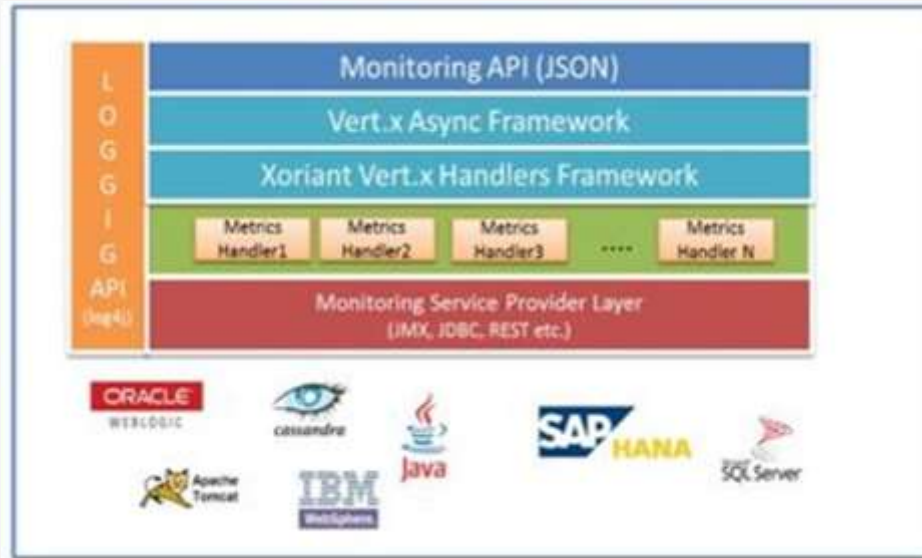 L
O
G
G
I
G
API
(log4j)
Monitoring API (JSON)
Vert.x Async Framework
Xoriant Vert.x Handlers Framework
Metrics
Handler1
Metrics
Handler2
Metrics
Handler3
....
Metrics
Handler N
Monitoring Service Provider Layer
(JMX, JDBC, REST etc.)
ORACLE
WEBLOGIC
cassandra
Java
SAP HANA
SQL Server
Apache
Tomcat
IBM
WebSphere